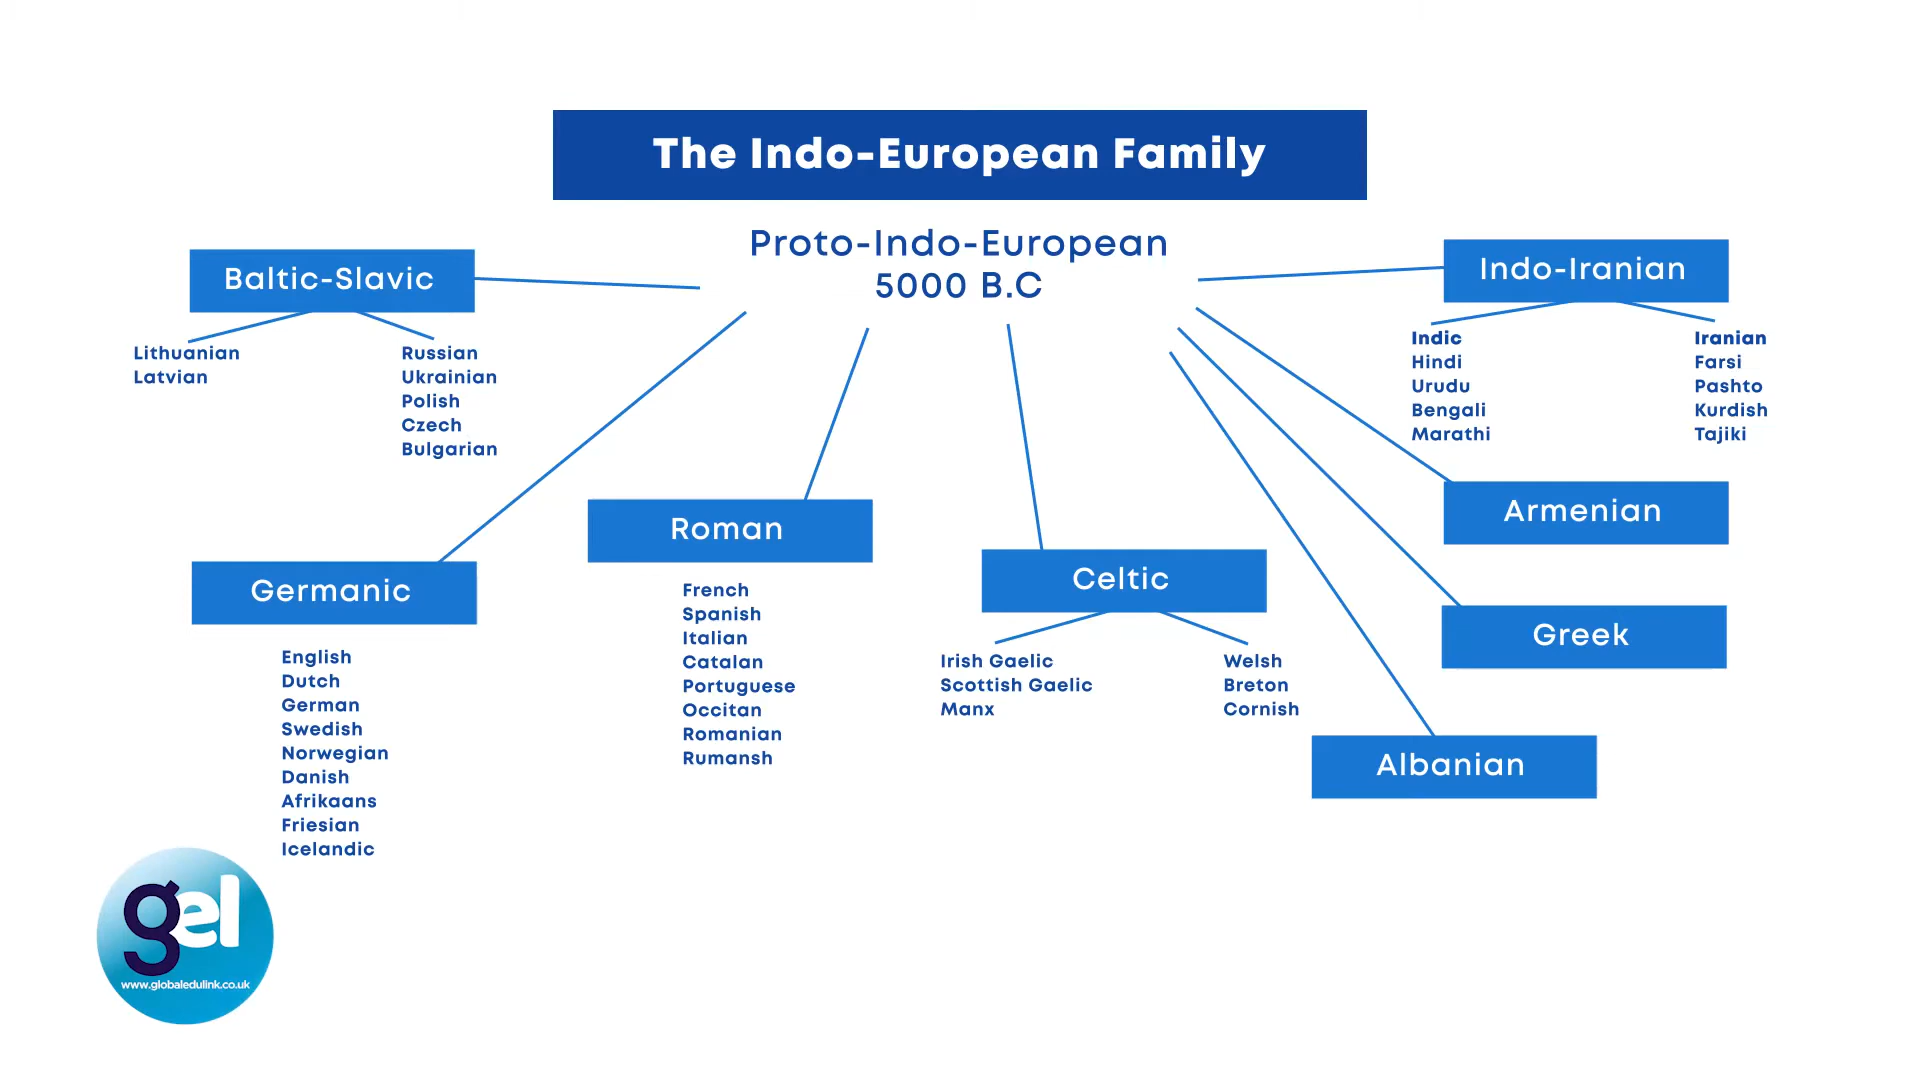 The Indo-European Family
Proto-Indo-European
5000 B.C
Baltic-Slavic
Lithuanian
Latvian
Russian
Ukrainian
Polish
Czech
Bulgarian
Germanic
English
Dutch
German
Swedish
Norwegian
Danish
Afrikaans
Friesian
Icelandic
Roman
French
Spanish
Italian
Catalan
Portuguese
Occitan
Romanian
Rumansh
Celtic
Irish Gaelic
Scottish Gaelic
Manx
Welsh
Breton
Cornish
Indo-Iranian
Indic
Hindi
Urudu
Bengali
Marathi
Iranian
Farsi
Pashto
Kurdish
Tajiki
Armenian
Greek
Albanian
gel
www.globaledulink.co.uk